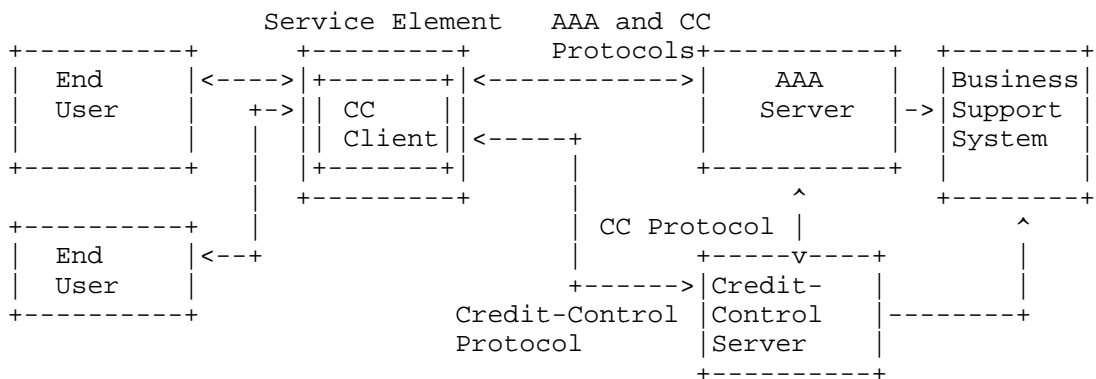 Service Element    AAA and CC
Protocols
End    AAA    Business
User    CC    Server    Support
Client    System
CC Protocol
End
User    Credit-
Credit-Control    Control
Protocol    Server